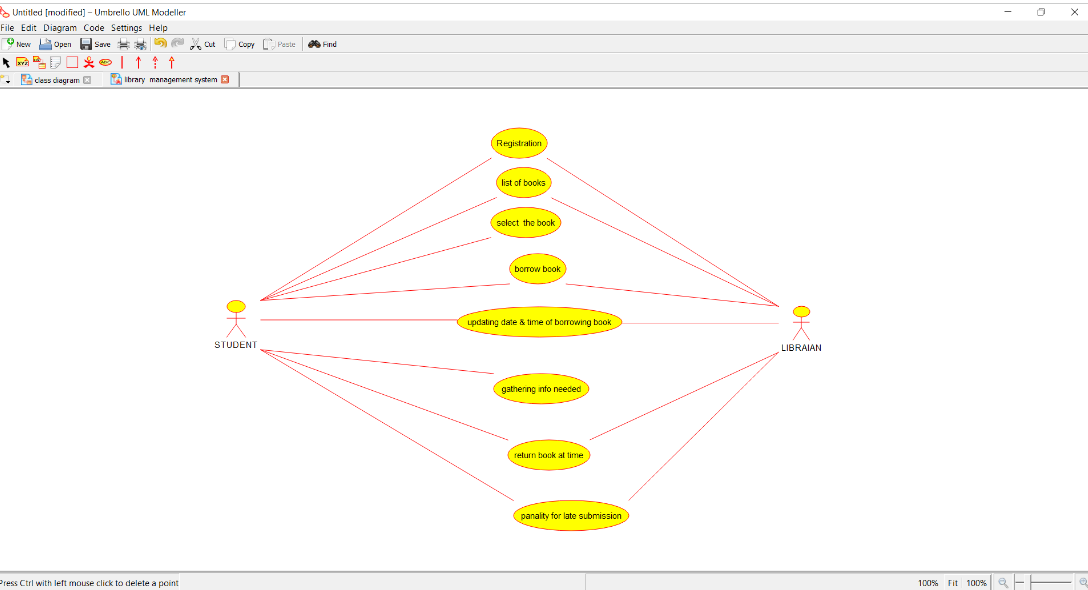 Untitled [modified] – Umbrello UML Modeller
File Edit Diagram Code Settings Help
New Open Save Cut Copy Paste Find
XYZ Abc
class diagram library management system
Registration
list of books
select the book
borrow book
updating date & time of borrowing book
STUDENT
LIBRAIAN
gathering info needed
return book at time
panality for late submission
Press Ctrl with left mouse click to delete a point
100% Fit 100%